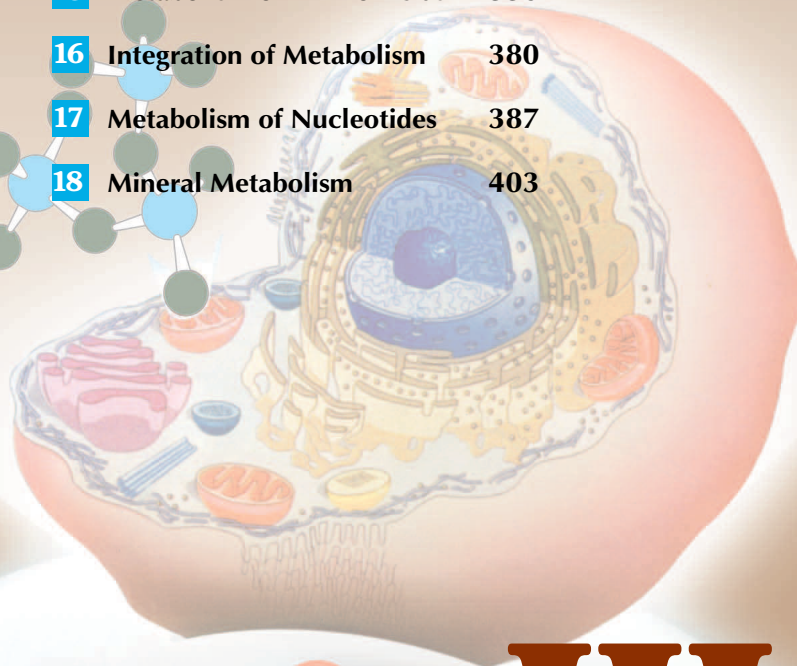 16 Integration of Metabolism 380
17 Metabolism of Nucleotides 387
18 Mineral Metabolism 403